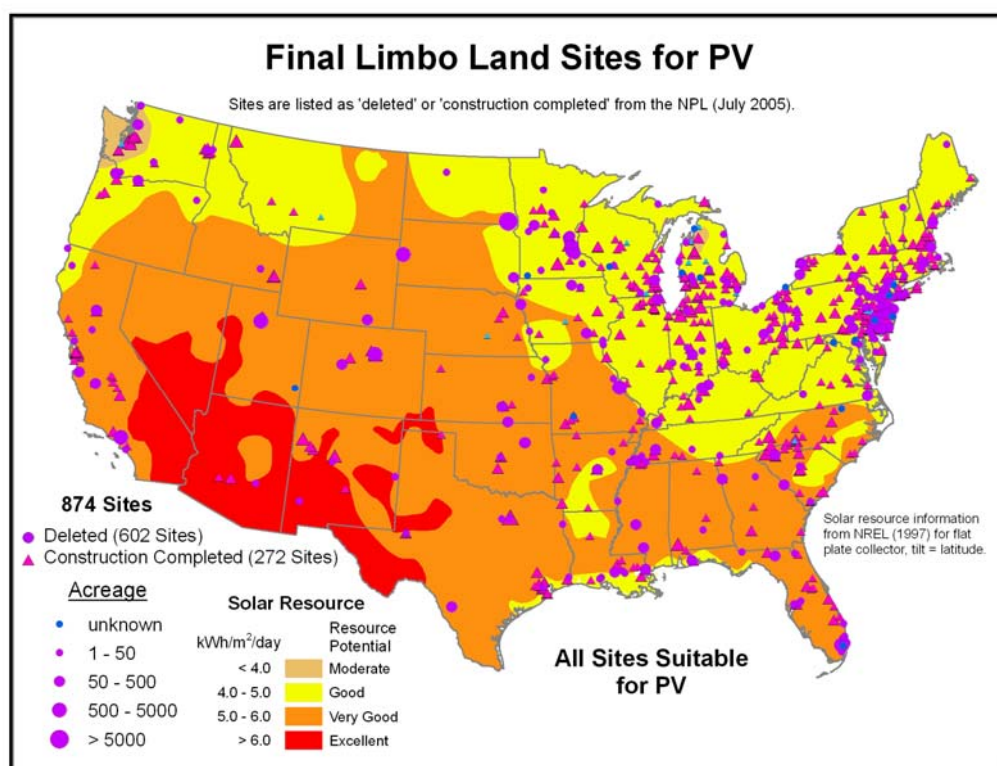 Final Limbo Land Sites for PV
Sites are listed as 'deleted' or 'construction completed' from the NPL (July 2005).
874 Sites
Deleted (602 Sites)
Construction Completed (272 Sites)
Acreage
unknown
1 - 50
50 - 500
500 - 5000
> 5000
Solar Resource
kWh/m²/day
Resource
Potential
< 4.0 Moderate
4.0 - 5.0 Good
5.0 - 6.0 Very Good
> 6.0 Excellent
All Sites Suitable
for PV
Solar resource information
from NREL (1997) for flat
plate collector, tilt = latitude.